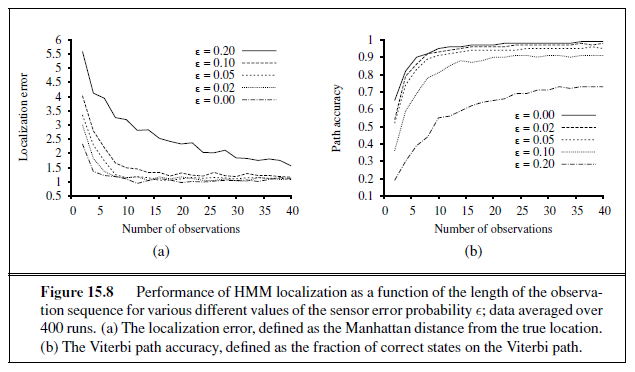 6
5.5
5
4.5
4
3.5
3
2.5
2
1.5
1
0.5
Localization error
ε = 0.20
ε = 0.10
ε = 0.05
ε = 0.02
ε = 0.00
0 5 10 15 20 25 30 35 40
Number of observations
(a)
1
0.9
0.8
0.7
0.6
0.5
0.4
0.3
0.2
0.1
Path accuracy
ε = 0.00
ε = 0.02
ε = 0.05
ε = 0.10
ε = 0.20
0 5 10 15 20 25 30 35 40
Number of observations
(b)
Figure 15.8 Performance of HMM localization as a function of the length of the observa-
tion sequence for various different values of the sensor error probability ϵ; data averaged over
400 runs. (a) The localization error, defined as the Manhattan distance from the true location.
(b) The Viterbi path accuracy, defined as the fraction of correct states on the Viterbi path.